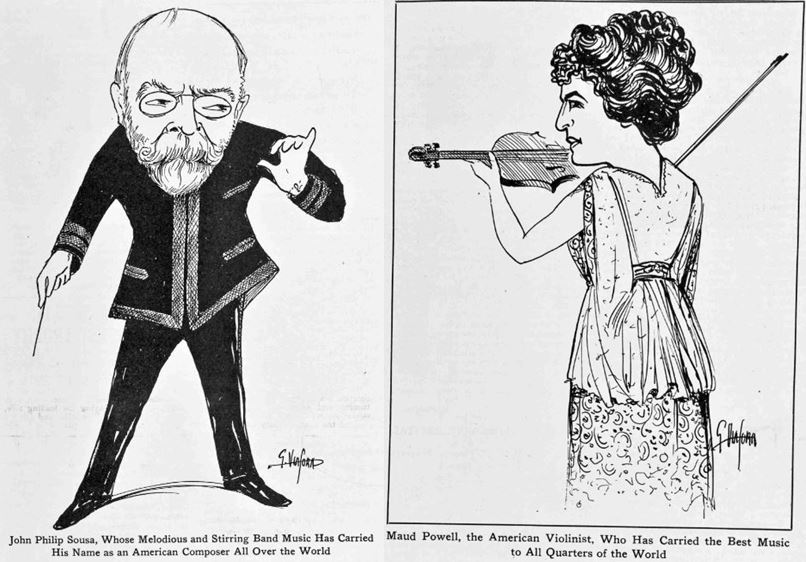 G. VIAFORA
John Philip Sousa, Whose Melodious and Stirring Band Music Has Carried
His Name as an American Composer All Over the World
G. VIAFORA
Maud Powell, the American Violinist, Who Has Carried the Best Music
to All Quarters of the World